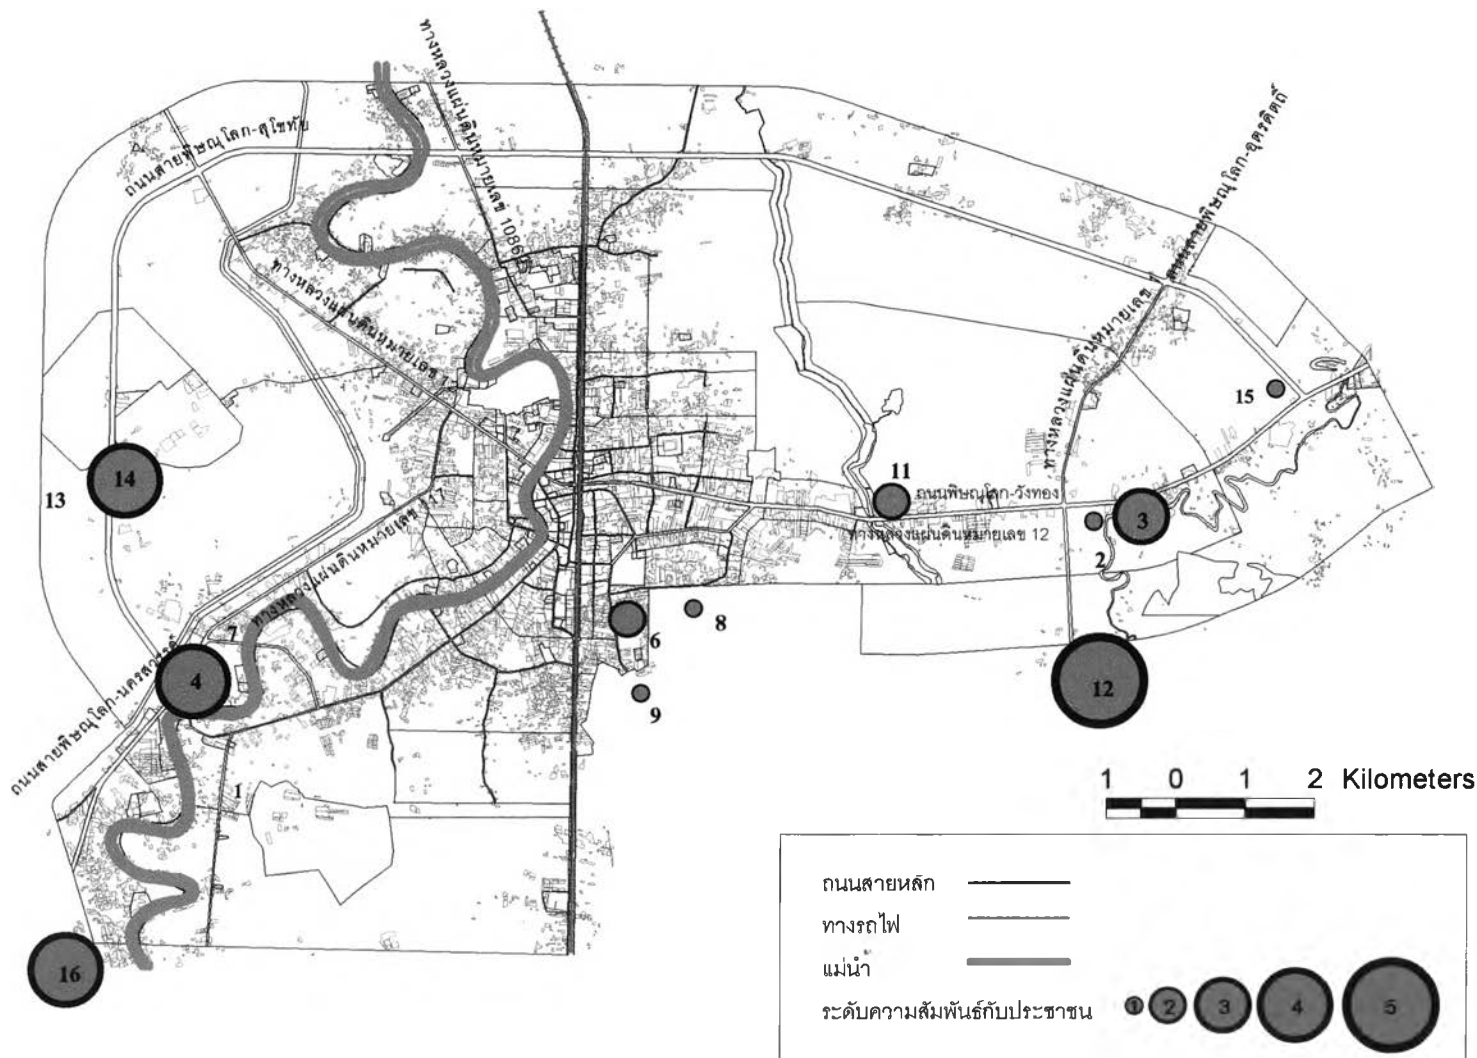 ทางหลวงแผ่นดินหมายเลข 1086
ถนนสายพิษณุโลก-สุโขทัย
ถนนสายพิษณุโลก-อุตรดิตถ์
ทางหลวงแผ่นดินหมายเลข
ทางหลวงแผ่นดินหมายเลข
15
14
13
11
ถนนพิษณุโลก-วังทอง
3
ทางหลวงแผ่นดินหมายเลข 12
2
ทางหลวงแผ่นดินหมายเลข
8
7
6
4
12
9
ถนนสายพิษณุโลก-นครสวรรค์
1
16
1 0 1 2 Kilometers
ถนนสายหลัก
ทางรถไฟ
แม่น้ำ
ระดับความสัมพันธ์กับประชาชน 1 2 3 4 5